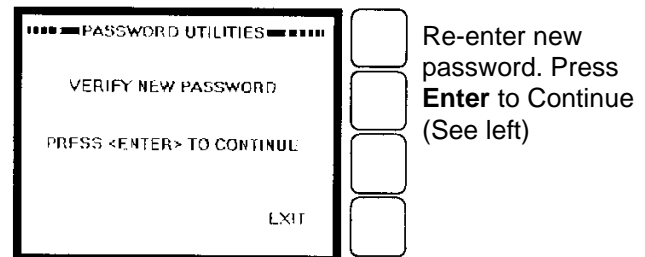 PASSWORD UTILITIES
VERIFY NEW PASSWORD
PRESS <ENTER> TO CONTINUE
EXIT
Re-enter new
password. Press
Enter to Continue
(See left)